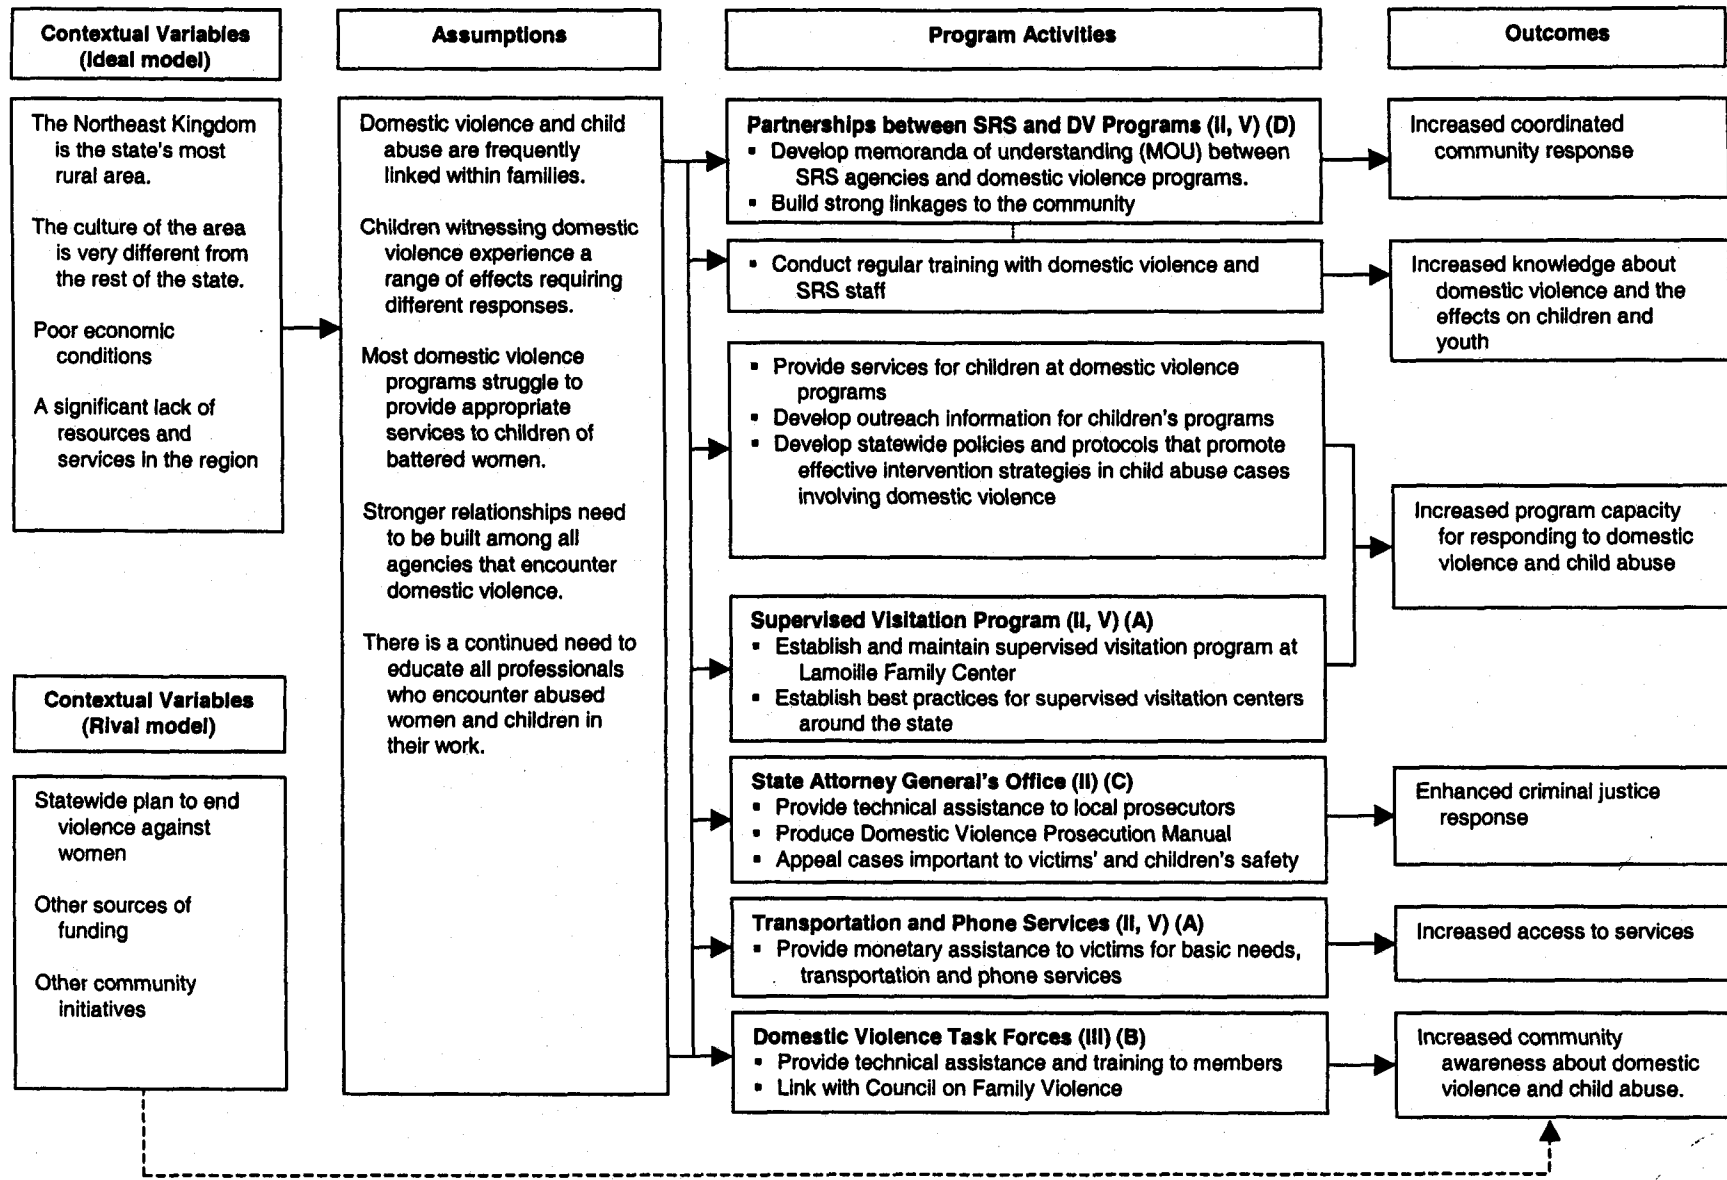 Contextual Variables
(Ideal model)
Assumptions
Program Activities
Outcomes
The Northeast Kingdom
is the state's most
rural area.
The culture of the area
is very different from
the rest of the state.
Poor economic
conditions
A significant lack of
resources and
services in the region
Contextual Variables
(Rival model)
Statewide plan to end
violence against
women
Other sources of
funding
Other community
initiatives
Domestic violence and child
abuse are frequently
linked within families.
Children witnessing domestic
violence experience a
range of effects requiring
different responses.
Most domestic violence
programs struggle to
provide appropriate
services to children of
battered women.
Stronger relationships need
to be built among all
agencies that encounter
domestic violence.
There is a continued need to
educate all professionals
who encounter abused
women and children in
their work.
Partnerships between SRS and DV Programs (II, V) (D)
▪ Develop memoranda of understanding (MOU) between
SRS agencies and domestic violence programs.
▪ Build strong linkages to the community
▪ Conduct regular training with domestic violence and
SRS staff
▪ Provide services for children at domestic violence
programs
▪ Develop outreach information for children's programs
▪ Develop statewide policies and protocols that promote
effective intervention strategies in child abuse cases
involving domestic violence
Supervised Visitation Program (II, V) (A)
▪ Establish and maintain supervised visitation program at
Lamoille Family Center
▪ Establish best practices for supervised visitation centers
around the state
State Attorney General's Office (II) (C)
▪ Provide technical assistance to local prosecutors
▪ Produce Domestic Violence Prosecution Manual
▪ Appeal cases important to victims' and children's safety
Transportation and Phone Services (II, V) (A)
▪ Provide monetary assistance to victims for basic needs,
transportation and phone services
Domestic Violence Task Forces (III) (B)
▪ Provide technical assistance and training to members
▪ Link with Council on Family Violence
Increased coordinated
community response
Increased knowledge about
domestic violence and the
effects on children and
youth
Increased program capacity
for responding to domestic
violence and child abuse
Enhanced criminal justice
response
Increased access to services
Increased community
awareness about domestic
violence and child abuse.